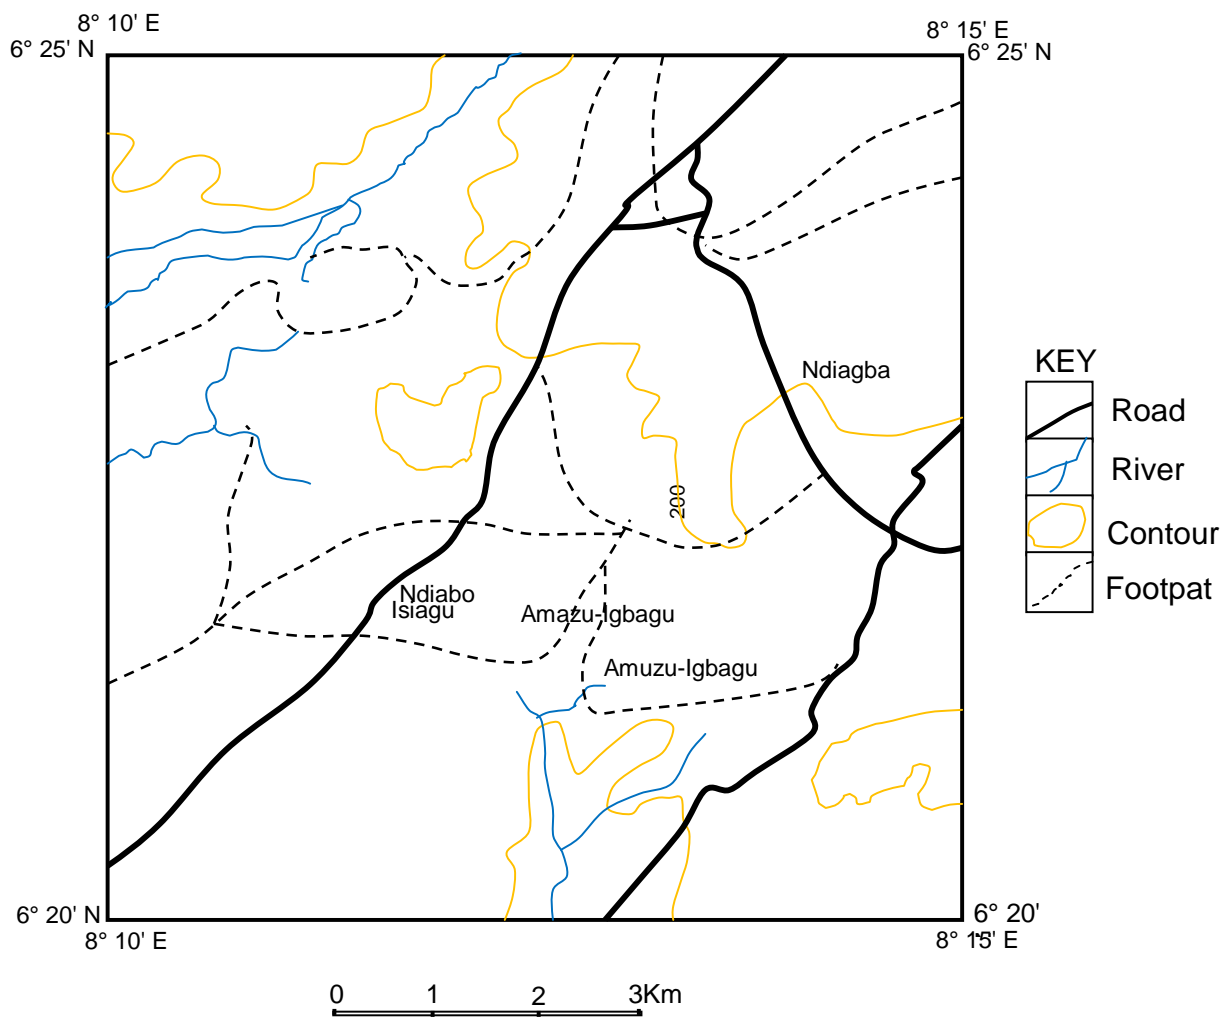 8° 10' E
8° 15' E
6° 25' N
6° 25' N
Ndiagba
KEY
Road
River
200
Contour
Footpat
Ndiabo
Isiagu
Amazu-Igbagu
Amuzu-Igbagu
6° 20' N
6° 20'
8° 10' E
8° 15' E
0 1 2 3Km